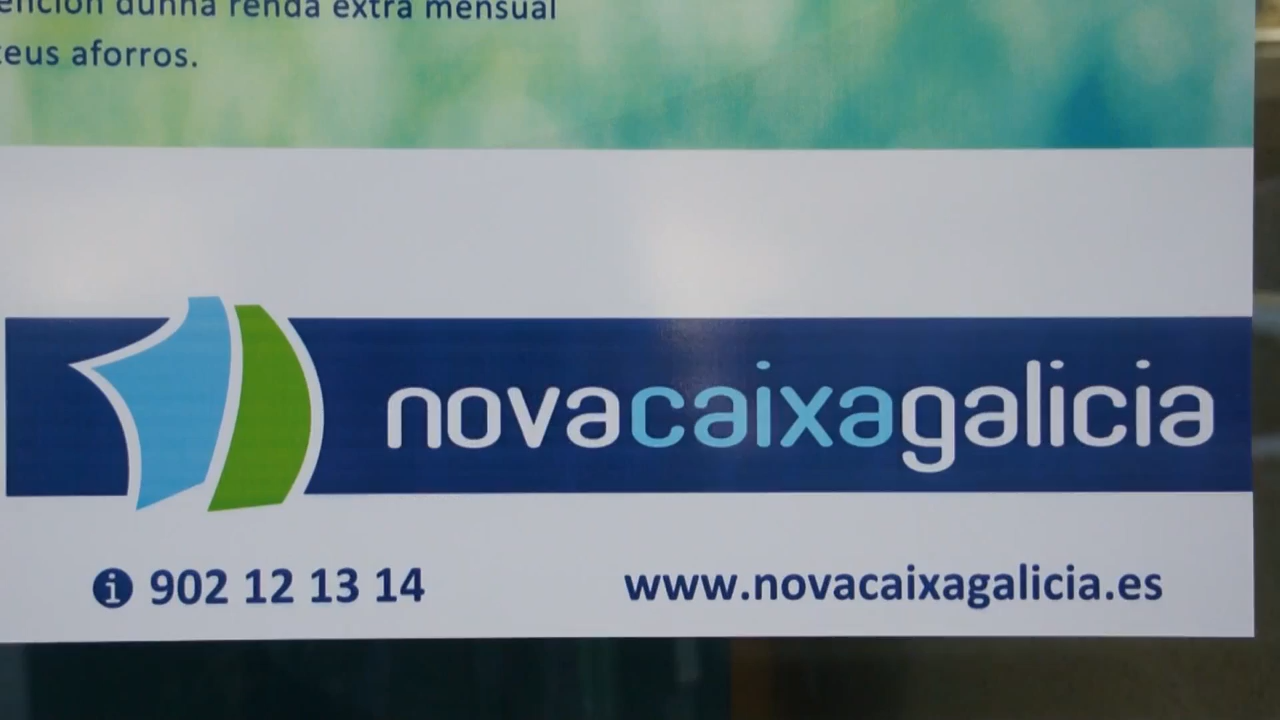 dunha renda extra mensual
teus aforros.
novacaixagalicia
902 12 13 14
www.novacaixagalicia.es